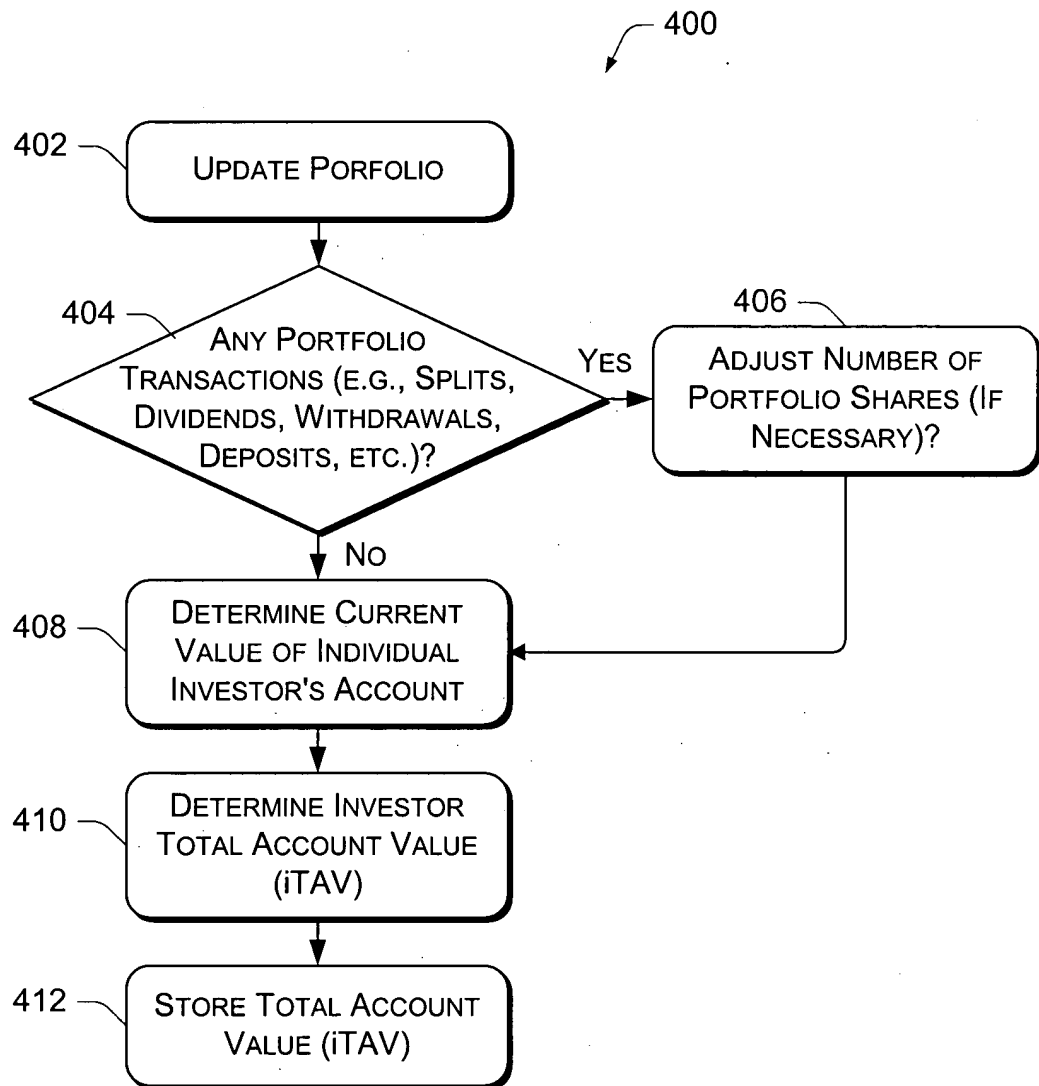 400
402
UPDATE PORFOLIO
404
ANY PORTFOLIO
TRANSACTIONS (E.G., SPLITS,
DIVIDENDS, WITHDRAWALS,
DEPOSITS, ETC.)?
YES
406
ADJUST NUMBER OF
PORTFOLIO SHARES (IF
NECESSARY)?
NO
408
DETERMINE CURRENT
VALUE OF INDIVIDUAL
INVESTOR'S ACCOUNT
410
DETERMINE INVESTOR
TOTAL ACCOUNT VALUE
(iTAV)
412
STORE TOTAL ACCOUNT
VALUE (iTAV)